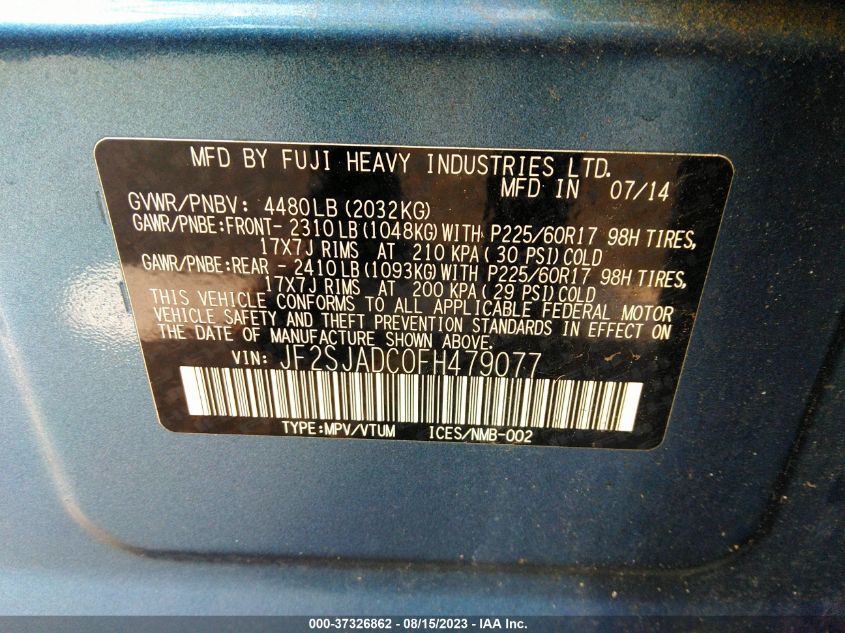 MFD BY FUJI HEAVY INDUSTRIES LTD.
MFD IN 07/14
GVWR/PNBV: 4480LB (2032KG)
GAWR/PNBE:FRONT- 2310 LB (1048KG) WITH P225/60R17 98H TIRES,
17X7J RIMS AT 210 KPA ( 30 PSI) COLD
GAWR/PNBE:REAR - 2410 LB (1093KG) WITH P225/60R17 98H TIRES,
17X7J RIMS AT 200 KPA ( 29 PSI) COLD
THIS VEHICLE CONFORMS TO ALL APPLICABLE FEDERAL MOTOR
VEHICLE SAFETY AND THEFT PREVENTION STANDARDS IN EFFECT ON
THE DATE OF MANUFACTURE SHOWN ABOVE.
VIN: JF2SJADC0FH479077
TYPE:MPV/VTUM ICES/NMB-002
000-37326862 - 08/15/2023 - IAA Inc.